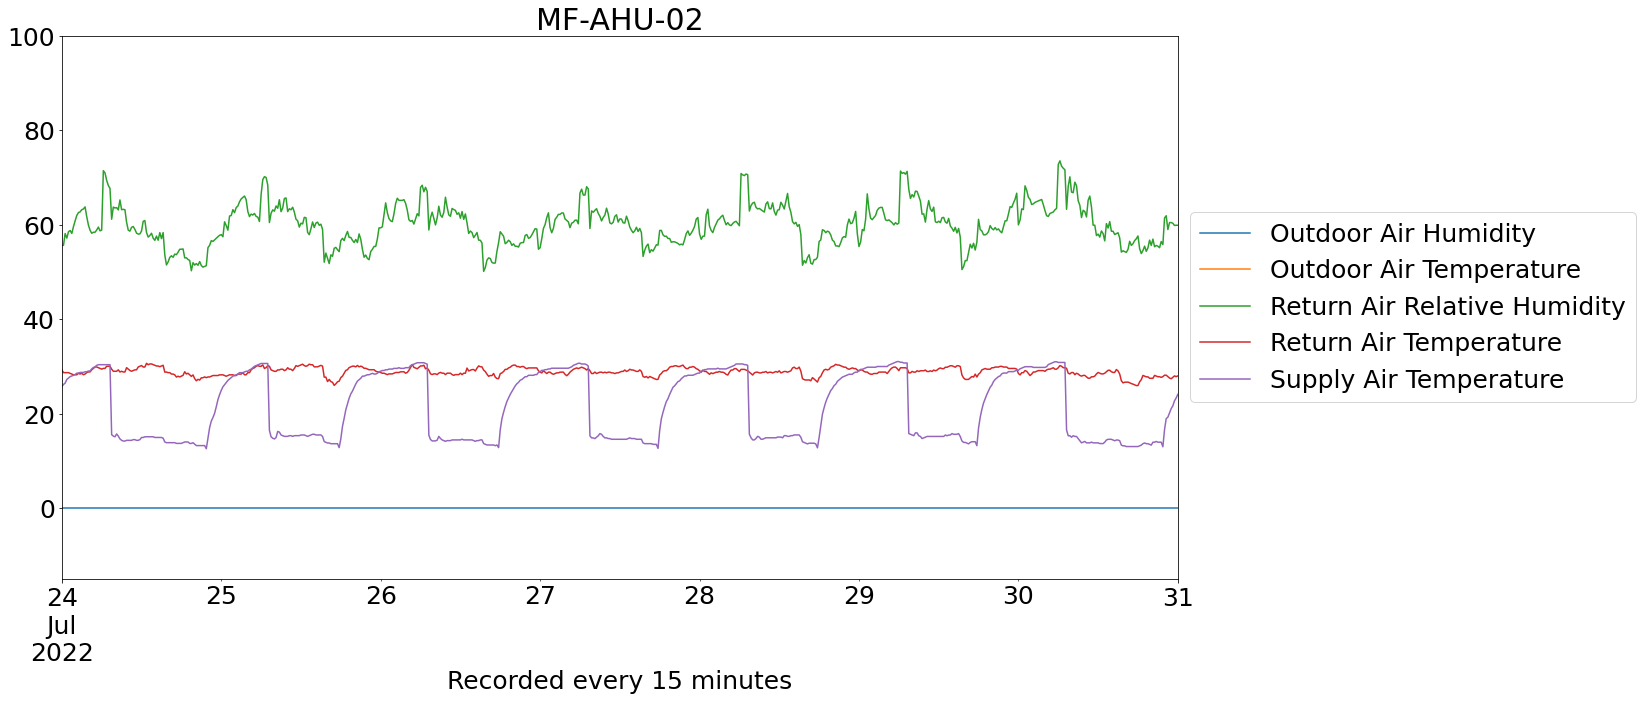 MF-AHU-02
100
80
60
40
20
0
24
Jul
2022
25
26
27
28
29
30
31
Recorded every 15 minutes
Outdoor Air Humidity
Outdoor Air Temperature
Return Air Relative Humidity
Return Air Temperature
Supply Air Temperature